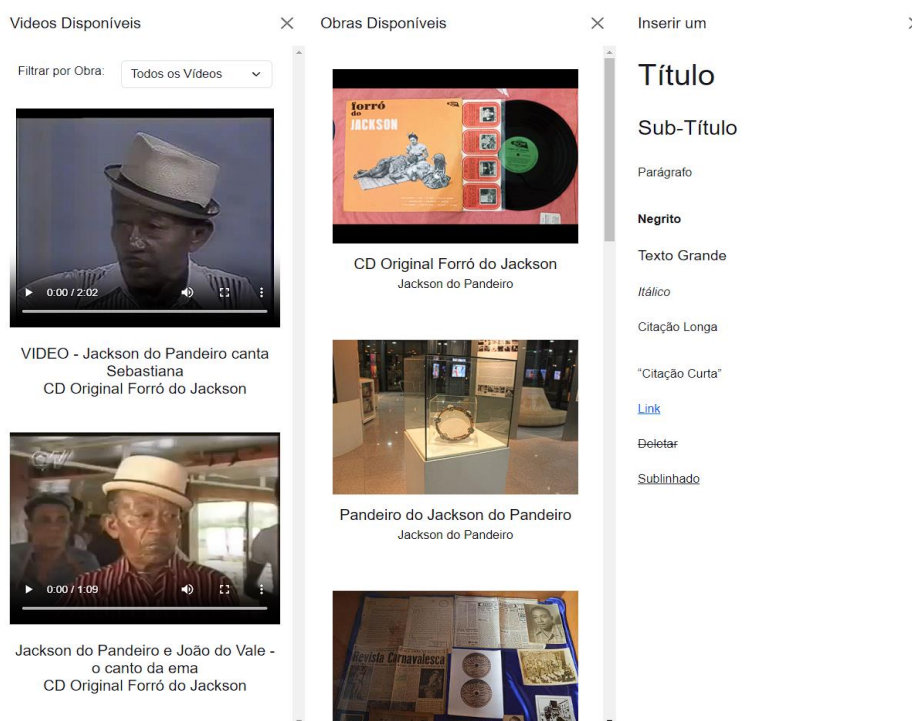 Videos Disponíveis
Filtrar por Obra:
Todos os Vídeos
0:00 / 2:02
VIDEO - Jackson do Pandeiro canta
Sebastiana
CD Original Forró do Jackson
0:00 / 1:09
Jackson do Pandeiro e João do Vale -
o canto da ema
CD Original Forró do Jackson
Obras Disponíveis
forró
do
JACKSON
CD Original Forró do Jackson
Jackson do Pandeiro
Pandeiro do Jackson do Pandeiro
Jackson do Pandeiro
Revista Carnavalesca
Inserir um
Título
Sub-Título
Parágrafo
Negrito
Texto Grande
Itálico
Citação Longa
“Citação Curta”
Link
Deletar
Sublinhado